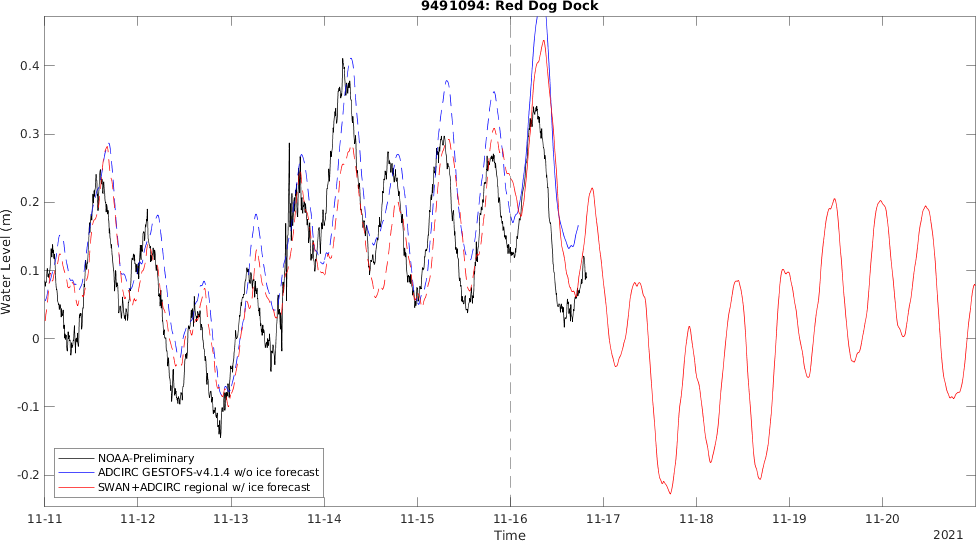 9491094: Red Dog Dock
Water Level (m)
0.4
0.3
0.2
0.1
0
-0.1
-0.2
NOAA-Preliminary
ADCIRC GESTOFS-v4.1.4 w/o ice forecast
SWAN+ADCIRC regional w/ ice forecast
11-11 11-12 11-13 11-14 11-15 11-16 11-17 11-18 11-19 11-20
Time
2021